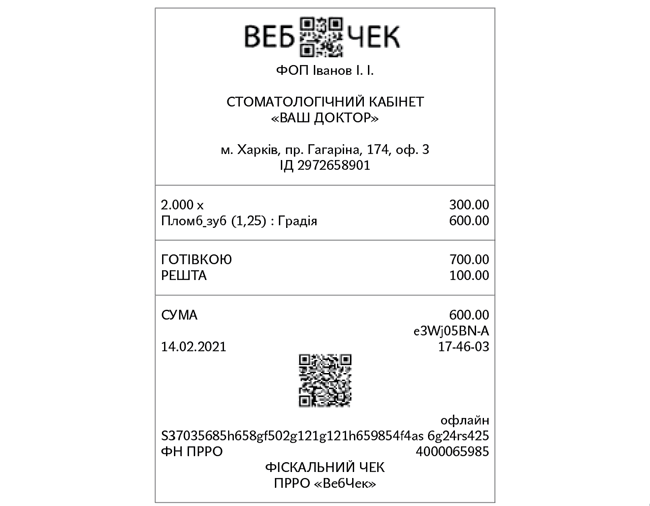 ВЕБ ЧЕК
ФОП Іванов І. І.
СТОМАТОЛОГІЧНИЙ КАБІНЕТ
«ВАШ ДОКТОР»
м. Харків, пр. Гагаріна, 174, оф. 3
ІД 2972658901
2.000 х 300.00
Пломб_зуб (1,25) : Градія 600.00
ГОТІВКОЮ 700.00
РЕШТА 100.00
СУМА 600.00
e3Wj05BN-A
14.02.2021 17-46-03
офлайн
S37035685h658gf502g121g121h659854f4as 6g24rs425
ФН ПРРО 4000065985
ФІСКАЛЬНИЙ ЧЕК
ПРРО «ВебЧек»